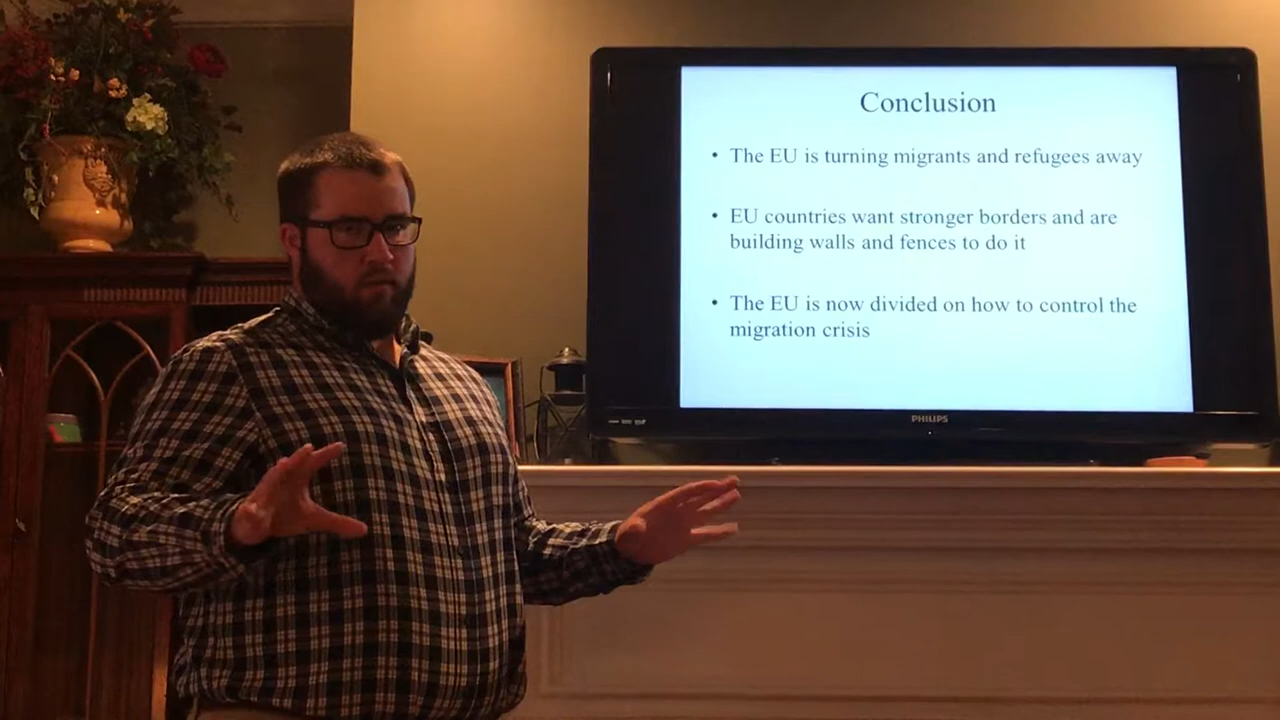 Conclusion
• The EU is turning migrants and refugees away
• EU countries want stronger borders and are
building walls and fences to do it
• The EU is now divided on how to control the
migration crisis
PHILIPS